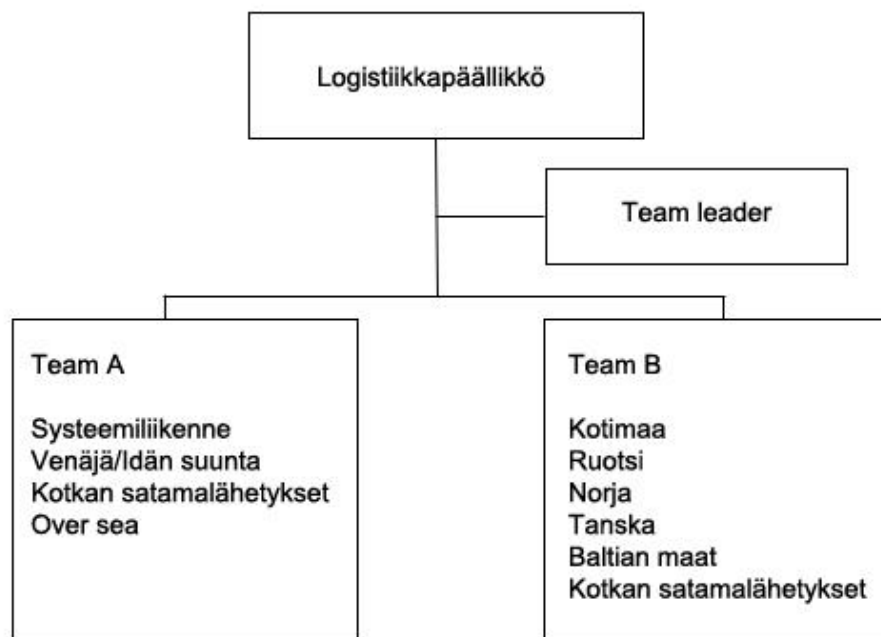 Logistiikkapäällikkö
Team leader
Team A
Systeemiliikenne
Venäjä/Idän suunta
Kotkan satamalähetykset
Over sea
Team B
Kotimaa
Ruotsi
Norja
Tanska
Baltian maat
Kotkan satamalähetykset